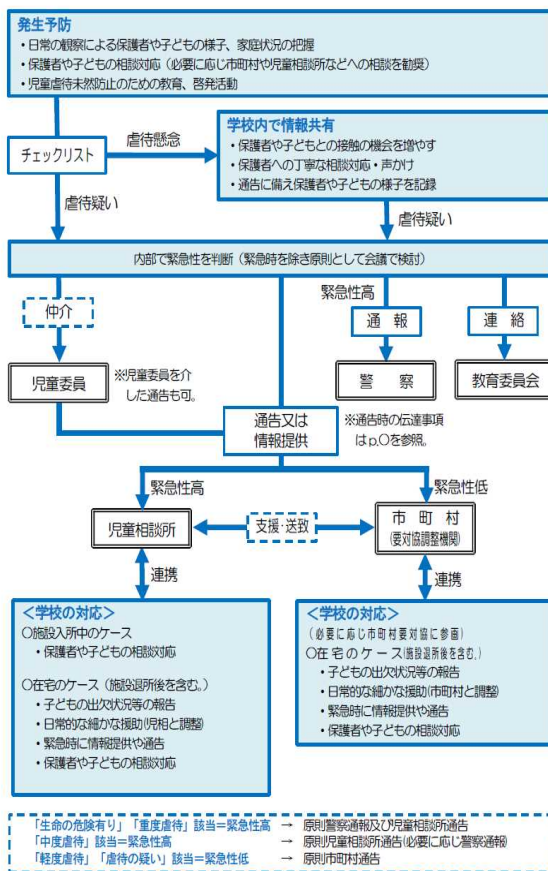 発生予防
・日常の観察による保護者や子どもの様子、家庭状況の把握
・保護者や子どもの相談対応（必要に応じ市町村や児童相談所などへの相談を勧奨）
・児童虐待未然防止のための教育、啓発活動
チェックリスト
虐待懸念
学校内で情報共有
・保護者や子どもとの接触の機会を増やす
・保護者への丁寧な相談対応・声かけ
・通告に備え保護者や子どもの様子を記録
虐待疑い
虐待疑い
内部で緊急性を判断（緊急時を除き原則として会議で検討）
仲介
緊急性高
通報
連絡
児童委員
※児童委員を介
した通告も可。
警察
教育委員会
通告又は
情報提供
※通告時の伝達事項
はp.〇を参照。
緊急性高
緊急性低
児童相談所
支援・送致
市町村
(要対協調整機関)
連携
連携
＜学校の対応＞
〇施設入所中のケース
・保護者や子どもの相談対応
〇在宅のケース（施設退所後を含む。）
・子どもの出欠状況等の報告
・日常的な細かな援助(児相と調整)
・緊急時に情報提供や通告
・保護者や子どもの相談対応
＜学校の対応＞
(必要に応じ市町村要対協に参画)
〇在宅のケース(施設退所後を含む。)
・子どもの出欠状況等の報告
・日常的な細かな援助(市町村と調整)
・緊急時に情報提供や通告
・保護者や子どもの相談対応
「生命の危険有り」「重度虐待」該当＝緊急性高 → 原則警察通報及び児童相談所通告
「中度虐待」該当＝緊急性高 → 原則児童相談所通告(必要に応じ警察通報)
「軽度虐待」「虐待の疑い」該当＝緊急性低 → 原則市町村通告